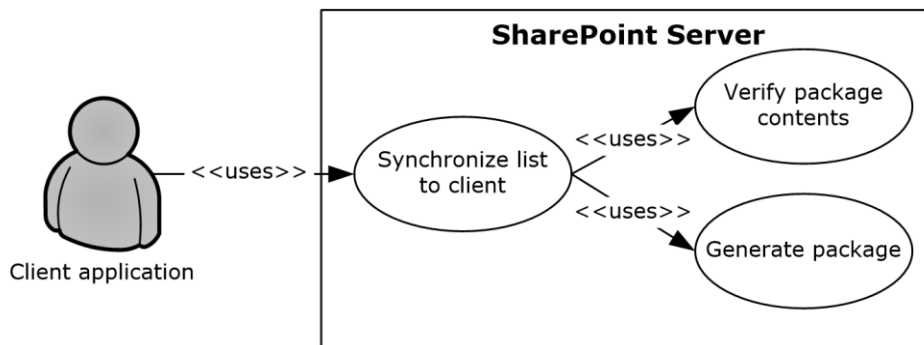 SharePoint Server
Verify package
contents
<<uses>>
<<uses>>
Synchronize list
to client
<<uses>>
Generate package
Client application